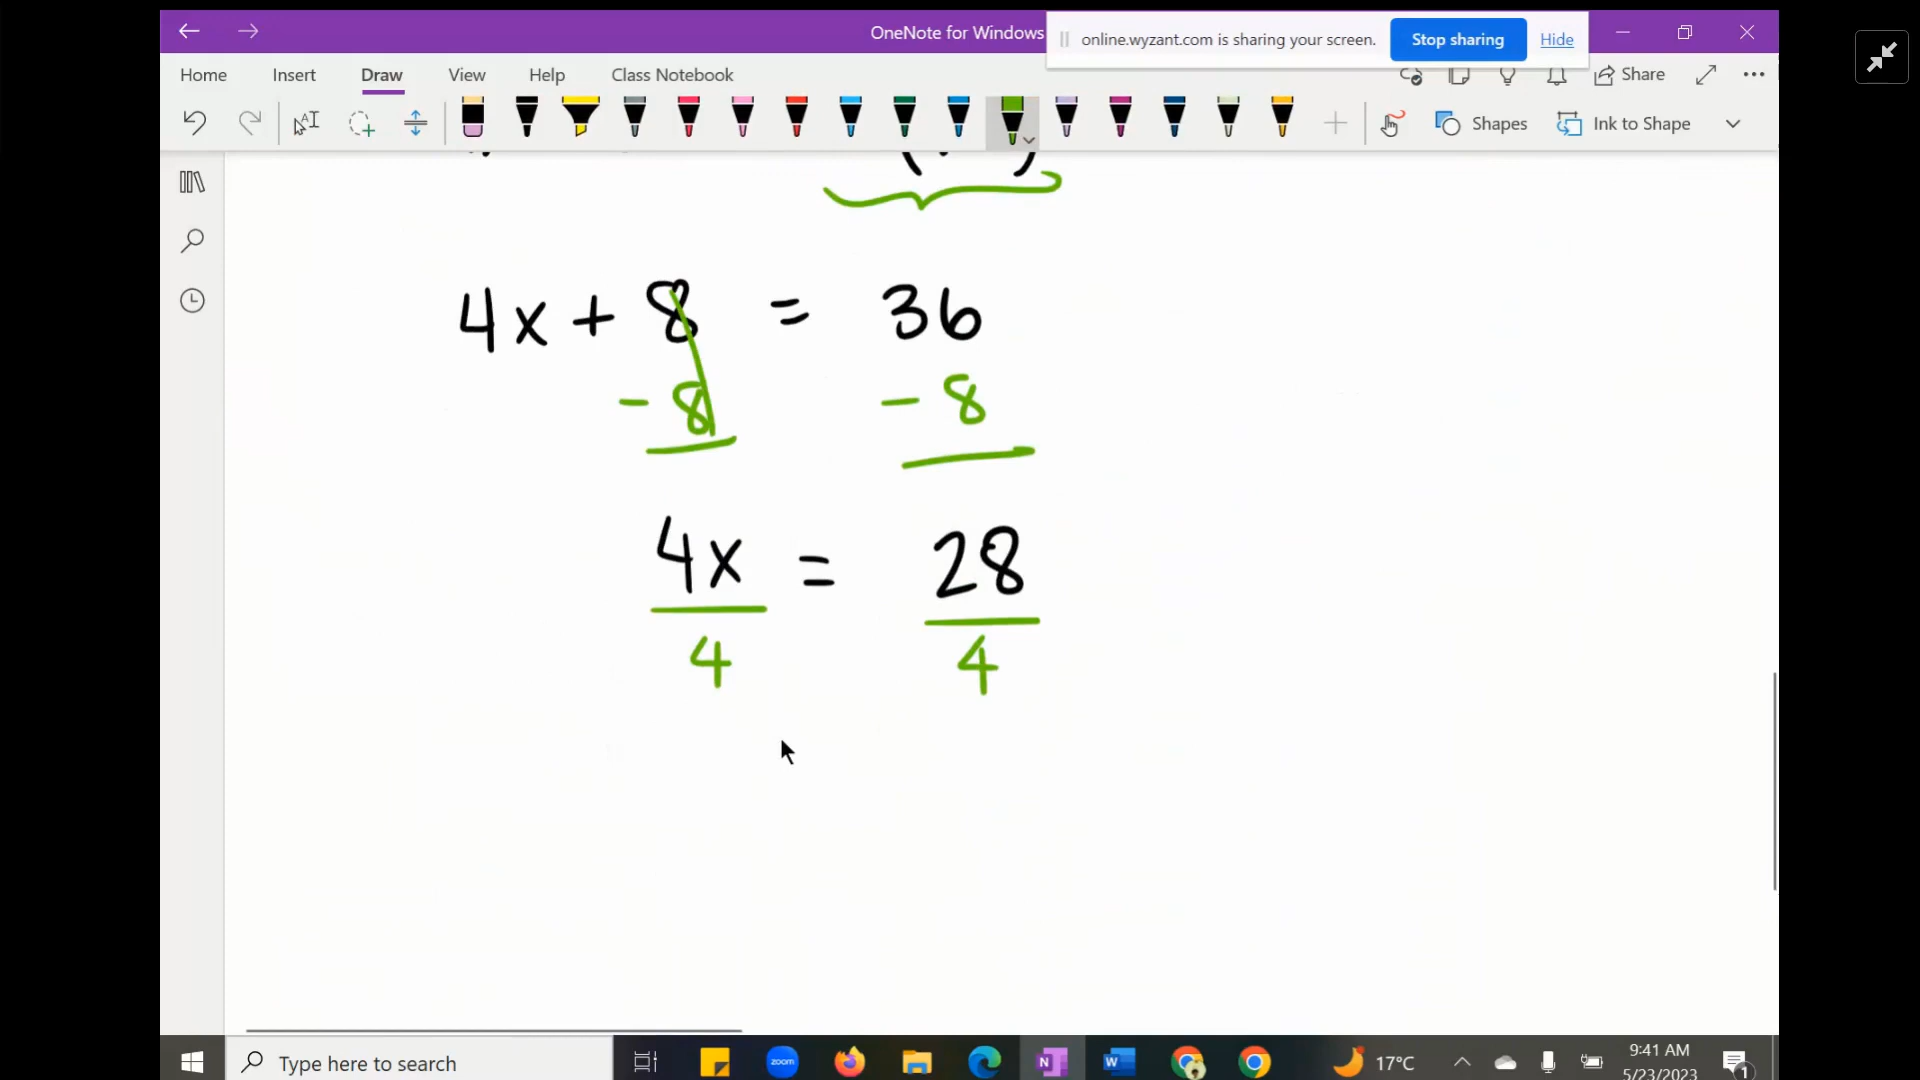 OneNote for Windows
online.wyzant.com is sharing your screen. Stop sharing Hide
Home Insert Draw View Help Class Notebook Share
Shapes Ink to Shape
4x + 8 = 36
- 8 - 8
4x = 28
4 4
Type here to search
zoom
17°C
9:41 AM
5/23/2023
1